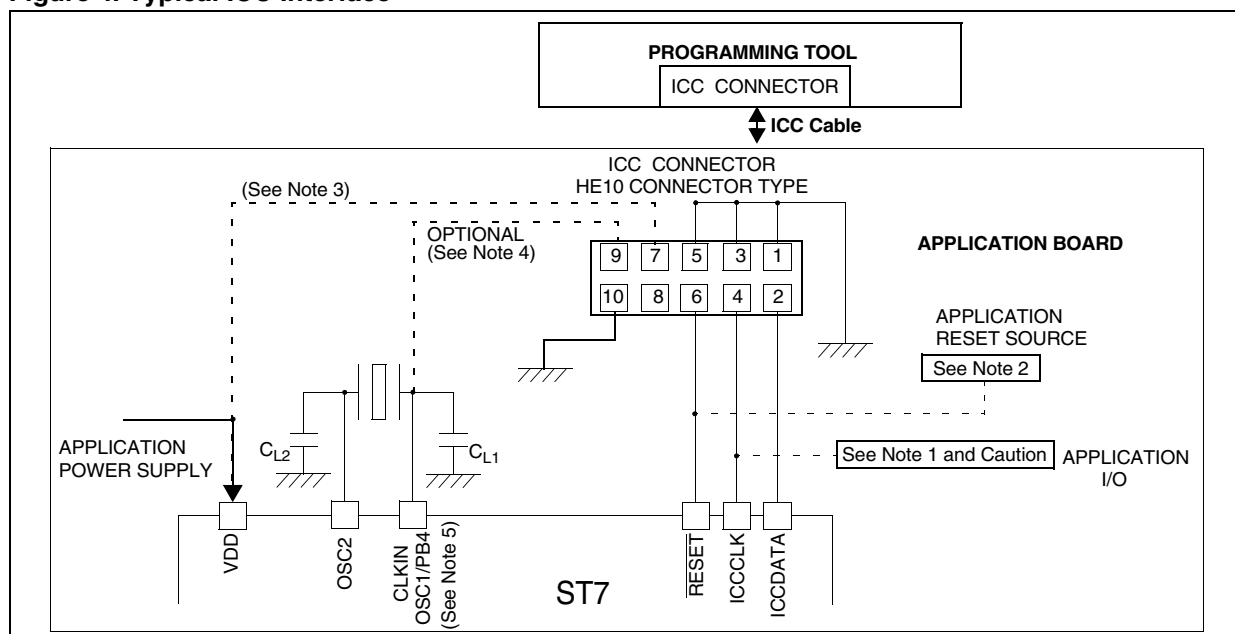 Figure 4. Typical ICC Interface
PROGRAMMING TOOL
ICC CONNECTOR
ICC Cable
ICC CONNECTOR
HE10 CONNECTOR TYPE
(See Note 3)
OPTIONAL
(See Note 4)
9 7 5 3 1
10 8 6 4 2
APPLICATION BOARD
APPLICATION
RESET SOURCE
See Note 2
APPLICATION
POWER SUPPLY
CL2
CL1
See Note 1 and Caution
APPLICATION
I/O
VDD
OSC2
CLKIN
OSC1/PB4
(See Note 5)
RESET
ICCCLK
ICCDATA
ST7